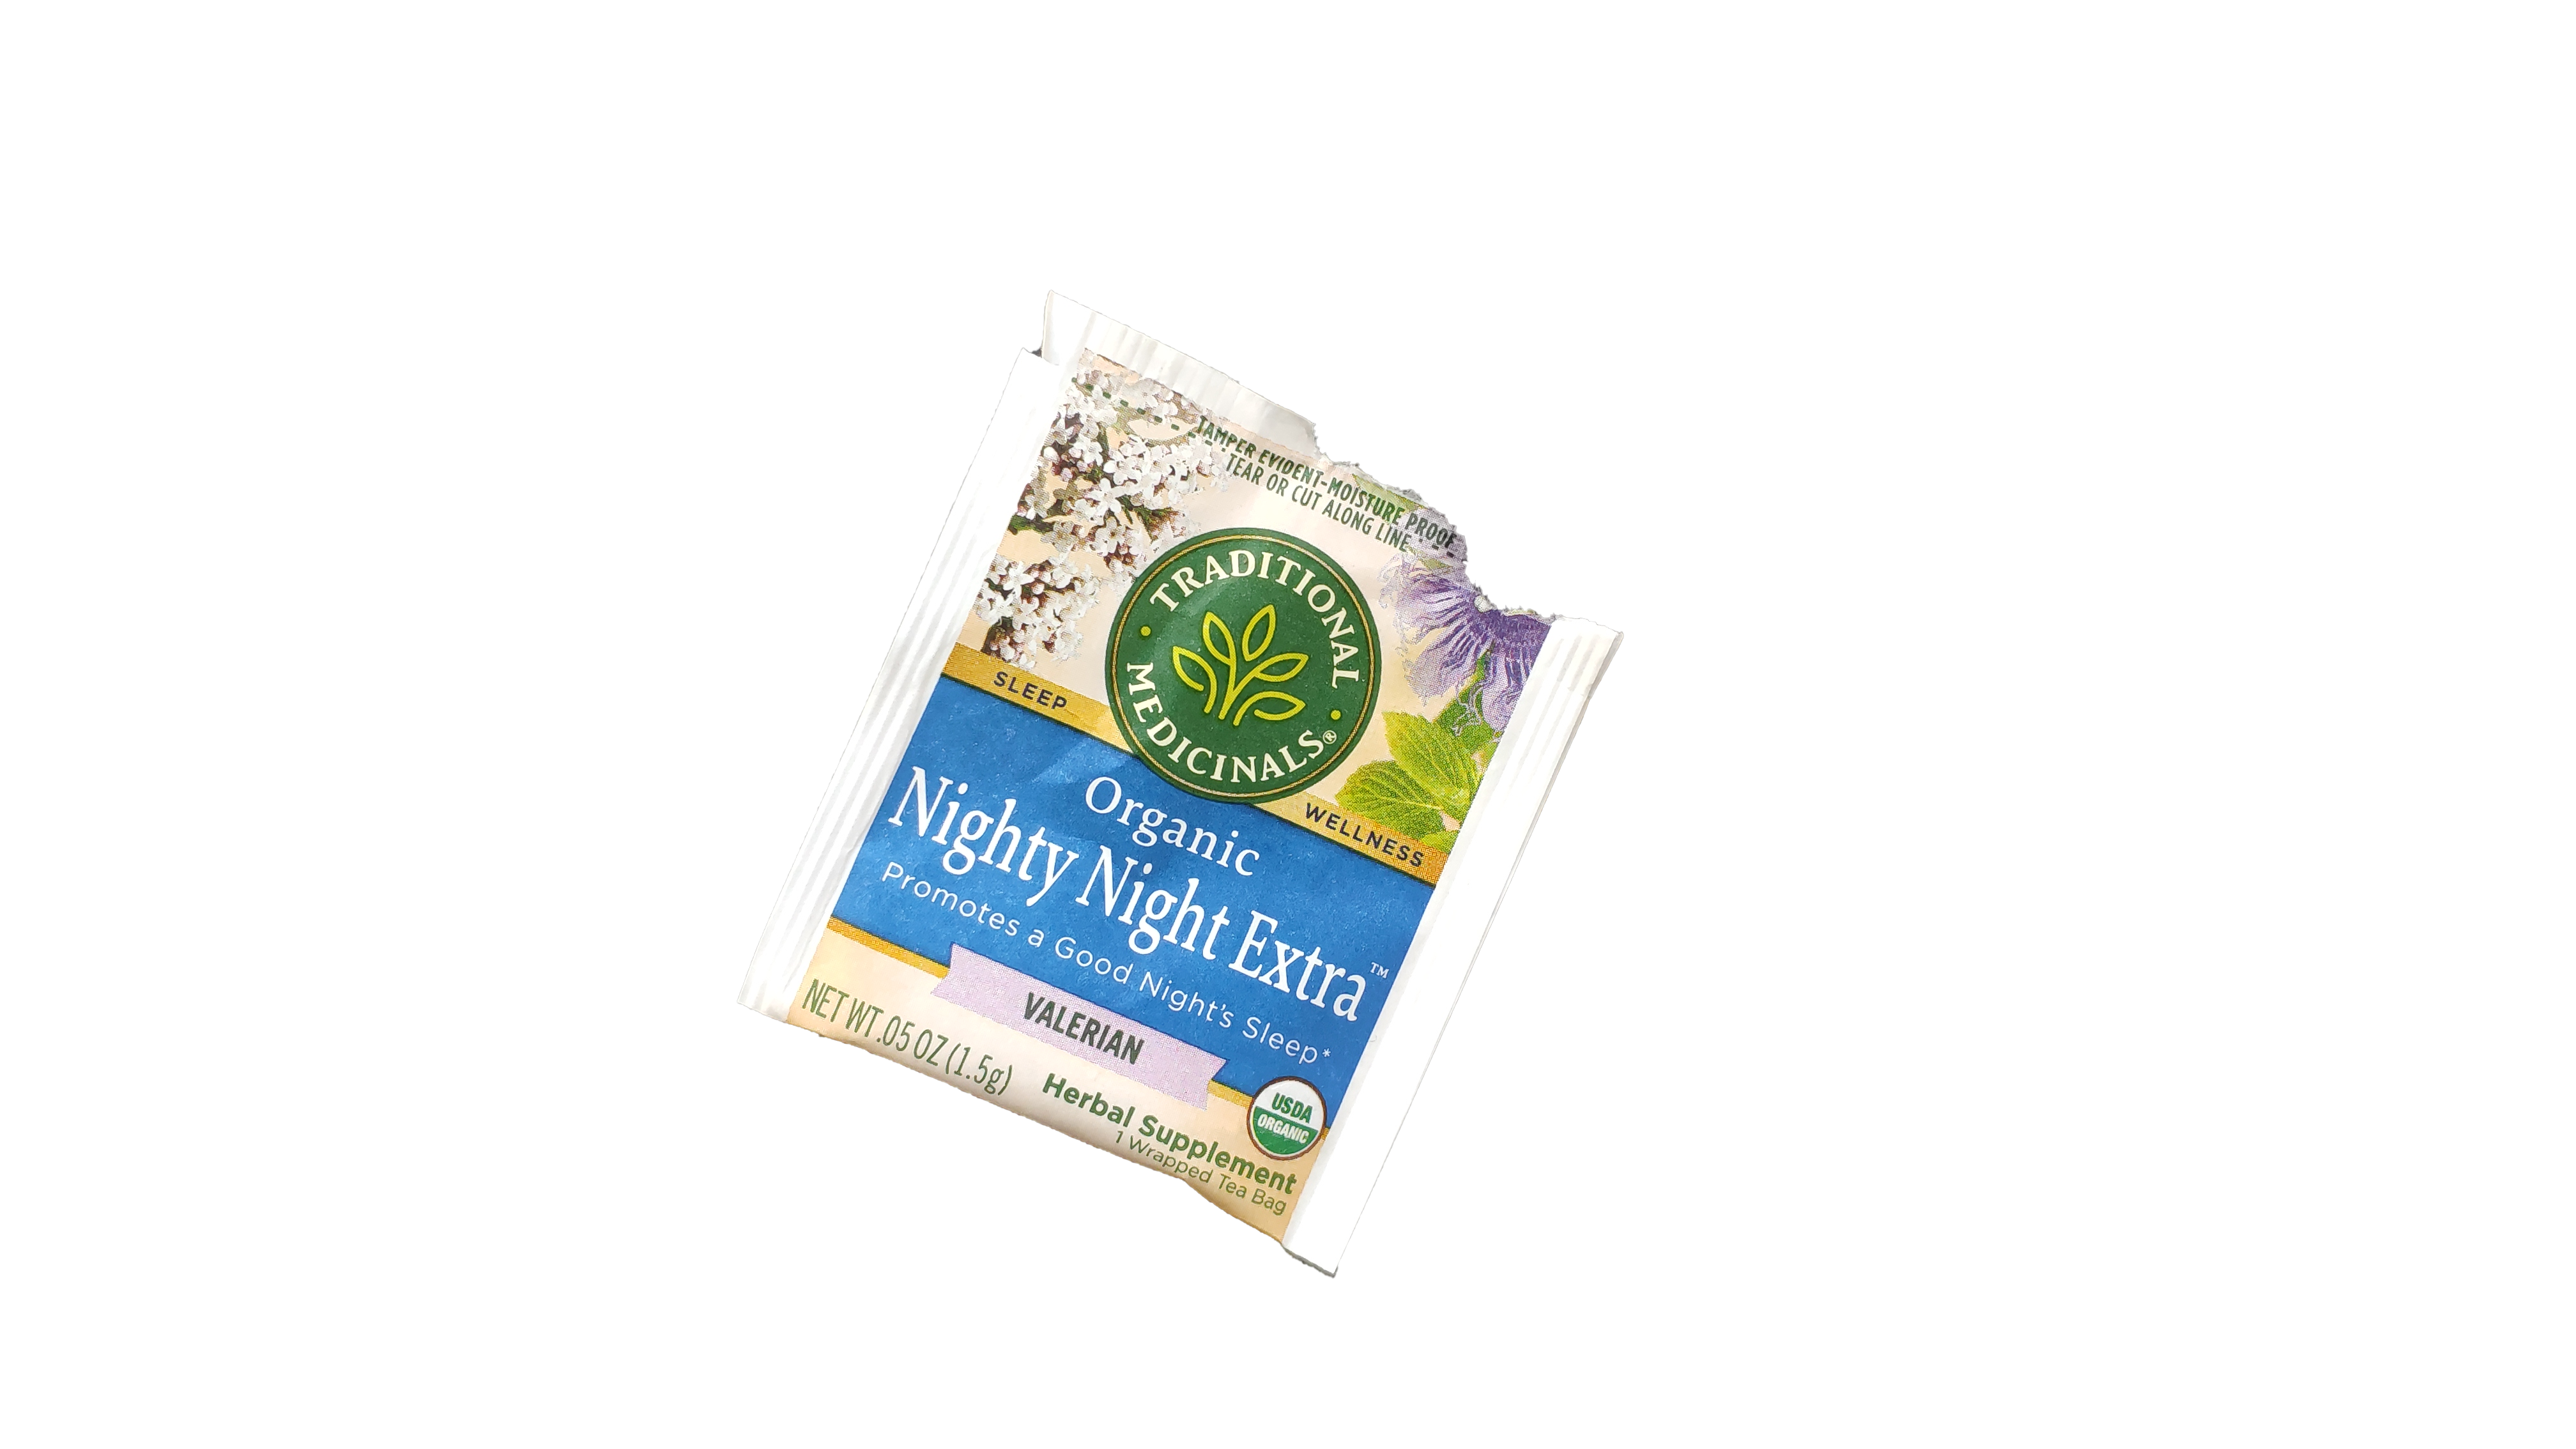 TAMPER EVIDENT-MOISTURE PROOF
TEAR OR CUT ALONG LINE
TRADITIONAL
MEDICINALS®
SLEEP
WELLNESS
Organic
Nighty Night Extra™
Promotes a Good Night's Sleep*
VALERIAN
NET WT .05 OZ (1.5g)
Herbal Supplement
1 Wrapped Tea Bag
USDA
ORGANIC